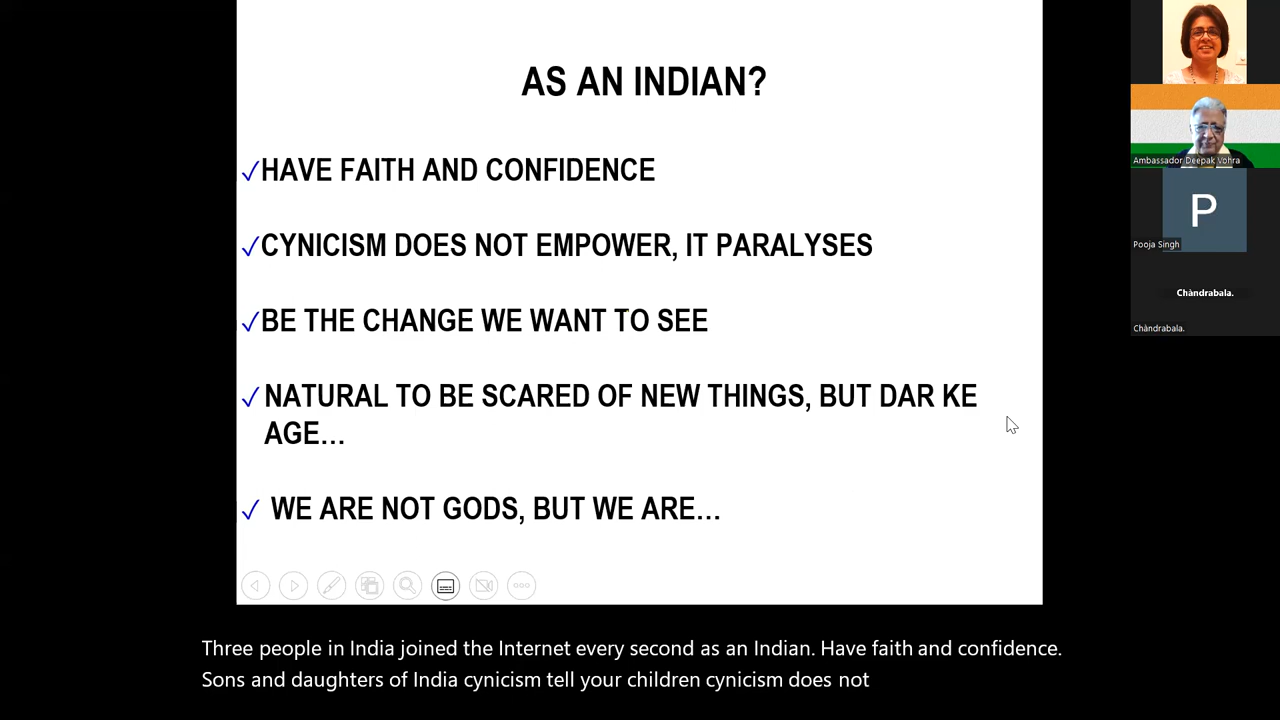 AS AN INDIAN?
✓HAVE FAITH AND CONFIDENCE
✓CYNICISM DOES NOT EMPOWER, IT PARALYSES
✓BE THE CHANGE WE WANT TO SEE
✓NATURAL TO BE SCARED OF NEW THINGS, BUT DAR KE
AGE…
✓ WE ARE NOT GODS, BUT WE ARE…
Three people in India joined the Internet every second as an Indian. Have faith and confidence.
Sons and daughters of India cynicism tell your children cynicism does not
Ambassador Deepak Vohra
P
Pooja Singh
Chàndrabala.
Chàndrabala.